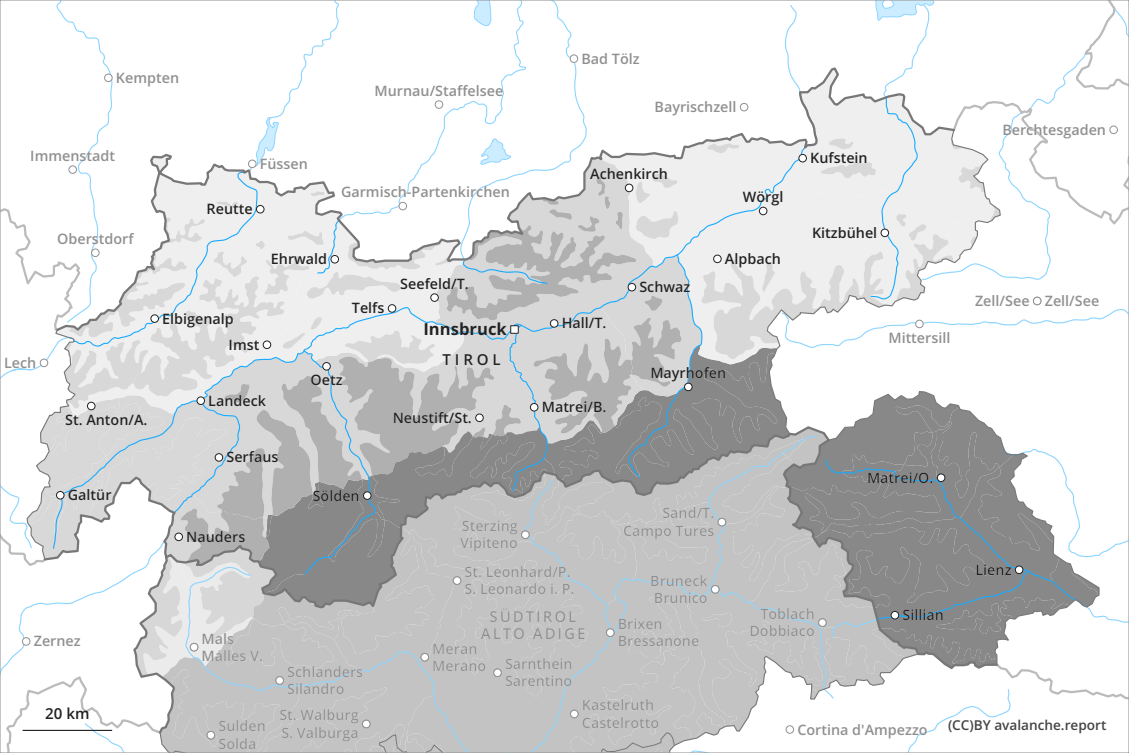 Kempten
Bad Tölz
Murnau/Staffelsee
Bayrischzell
Berchtesgaden
Immenstadt
Füssen
Kufstein
Achenkirch
Garmisch-Partenkirchen
Wörgl
Reutte
Kitzbühel
Oberstdorf
Ehrwald
Alpbach
Seefeld/T.
Schwaz
Zell/See
Zell/See
Telfs
Elbigenalp
Innsbruck
Hall/T.
Mittersill
Imst
TIROL
Lech
Oetz
Mayrhofen
Landeck
Matrei/B.
St. Anton/A.
Neustift/St.
Serfaus
Matrei/O.
Galtür
Sölden
Sand/T.
Campo Tures
Sterzing
Vipiteno
Nauders
Lienz
St. Leonhard/P.
S. Leonardo i. P.
Bruneck
Brunico
SÜDTIROL
ALTO ADIGE
Toblach
Dobbiaco
Sillian
Brixen
Bressanone
Zernez
Mals
Malles V.
Meran
Merano
Sarnthein
Sarentino
Schlanders
Silandro
Kastelruth
Castelrotto
St. Walburg
S. Valburga
20 km
Sulden
Solda
Cortina d'Ampezzo
(CC)BY avalanche.report